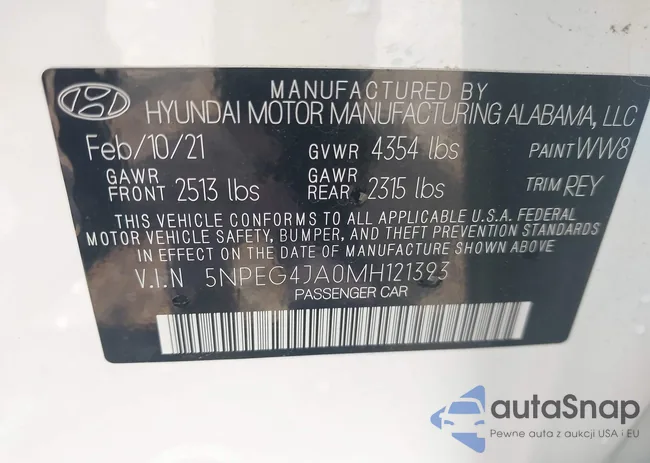 MANUFACTURED BY
HYUNDAI MOTOR MANUFACTURING ALABAMA, LLC
Feb/10/21 GVWR 4354 lbs PAINT WW8
GAWR FRONT 2513 lbs GAWR REAR 2315 lbs TRIM REY
THIS VEHICLE CONFORMS TO ALL APPLICABLE U.S.A. FEDERAL
MOTOR VEHICLE SAFETY, BUMPER, AND THEFT PREVENTION STANDARDS
IN EFFECT ON THE DATE OF MANUFACTURE SHOWN ABOVE
V.I.N 5NPEG4JA0MH121393
PASSENGER CAR
autaSnap
Pewne auta z aukcji USA i EU